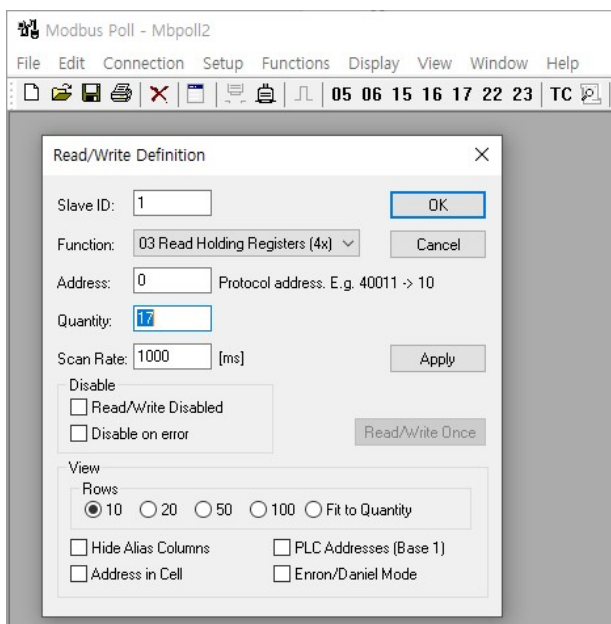 Modbus Poll - Mbpoll2
File Edit Connection Setup Functions Display View Window Help
05 06 15 16 17 22 23 TC
Read/Write Definition
Slave ID: 1 OK
Function: 03 Read Holding Registers (4x) Cancel
Address: 0 Protocol address. E.g. 40011 -> 10
Quantity: 17
Scan Rate: 1000 [ms] Apply
Disable
Read/Write Disabled
Disable on error
Read/Write Once
View
Rows
10 20 50 100 Fit to Quantity
Hide Alias Columns PLC Addresses (Base 1)
Address in Cell Enron/Daniel Mode